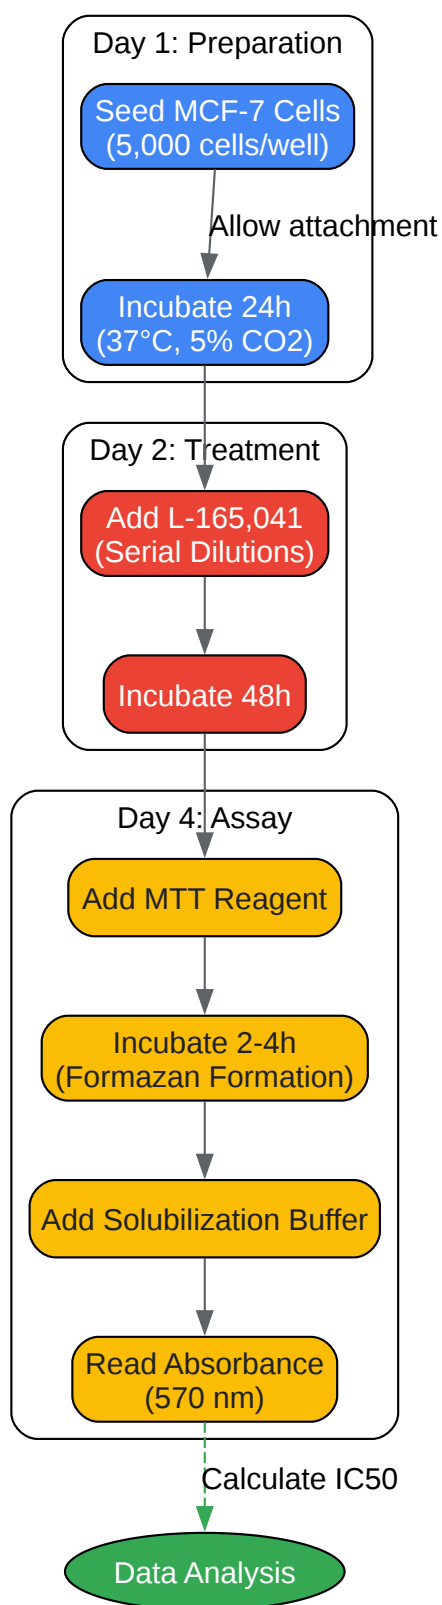 Day 1: Preparation
Seed MCF-7 Cells
(5,000 cells/well)
Allow attachment
Incubate 24h
(37°C, 5% CO2)
Day 2: Treatment
Add L-165,041
(Serial Dilutions)
Incubate 48h
Day 4: Assay
Add MTT Reagent
Incubate 2-4h
(Formazan Formation)
Add Solubilization Buffer
Read Absorbance
(570 nm)
Calculate IC50
Data Analysis